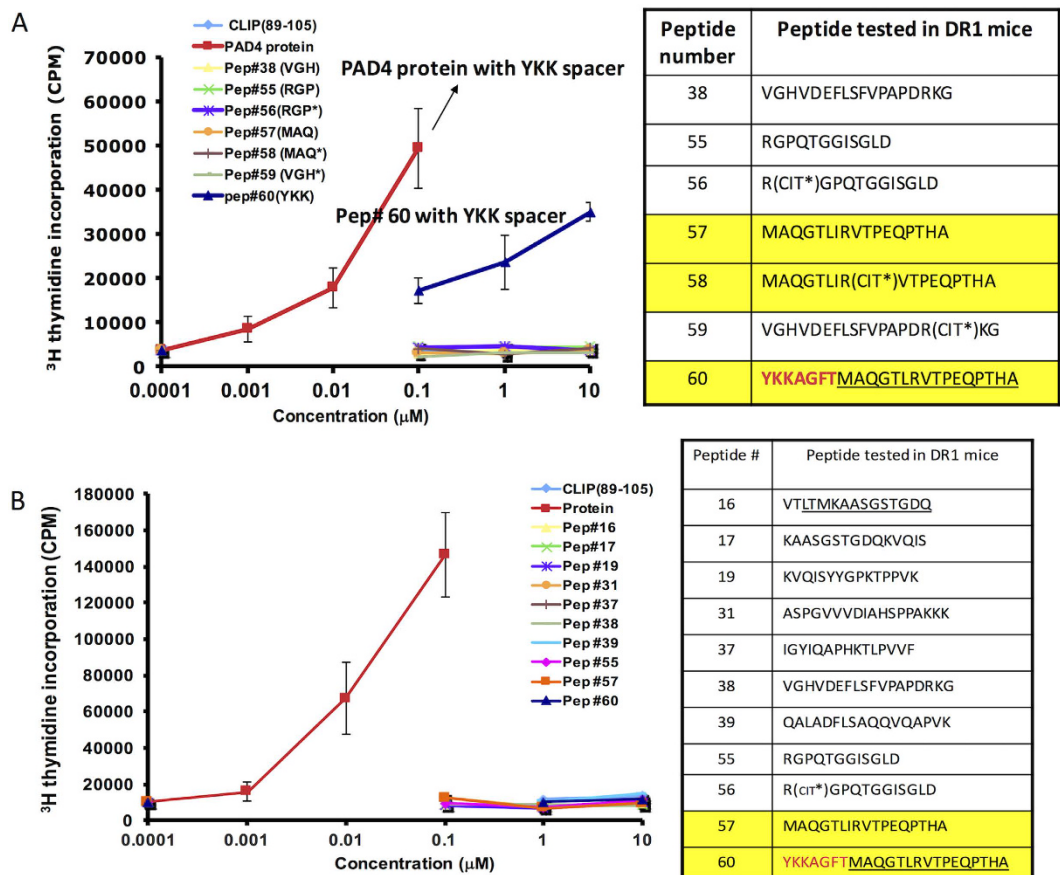 A
CLIP(89-105)
PAD4 protein
Pep#38 (VGH)
Pep#55 (RGP)
Pep#56(RGP*)
Pep#57(MAQ)
Pep#58 (MAQ*)
Pep#59 (VGH*)
pep#60(YKK)
PAD4 protein with YKK spacer
Pep# 60 with YKK spacer
³H thymidine incorporation (CPM)
70000
60000
50000
40000
30000
20000
10000
0
0.0001 0.001 0.01 0.1 1 10
Concentration (μM)
Peptide number Peptide tested in DR1 mice
38 VGHVDEFLSFVPAPDRKG
55 RGPQTGGISGLD
56 R(CIT*)GPQTGGISGLD
57 MAQGTLIRVTPEQPTHA
58 MAQGTLIR(CIT*)VTPEQPTHA
59 VGHVDEFLSFVPAPDR(CIT*)KG
60 YKKAGFTMAQGTLRVTPEQPTHA
B
³H thymidine incorporation (CPM)
180000
160000
140000
120000
100000
80000
60000
40000
20000
0
0.0001 0.001 0.01 0.1 1 10
Concentration (μM)
CLIP(89-105)
Protein
Pep#16
Pep#17
Pep #19
Pep #31
Pep #37
Pep #38
Pep #39
Pep #55
Pep #57
Pep #60
Peptide # Peptide tested in DR1 mice
16 VTLTMKAASGSTGDQ
17 KAASGSTGDQKVQIS
19 KVQISYYGPKTPPVK
31 ASPGVVVDIAHSPPAKKK
37 IGYIQAPHKTLPVVF
38 VGHVDEFLSFVPAPDRKG
39 QALADFLSAQQVQAPVK
55 RGPQTGGISGLD
56 R(CIT*)GPQTGGISGLD
57 MAQGTLIRVTPEQPTHA
60 YKKAGFTMAQGTLRVTPEQPTHA